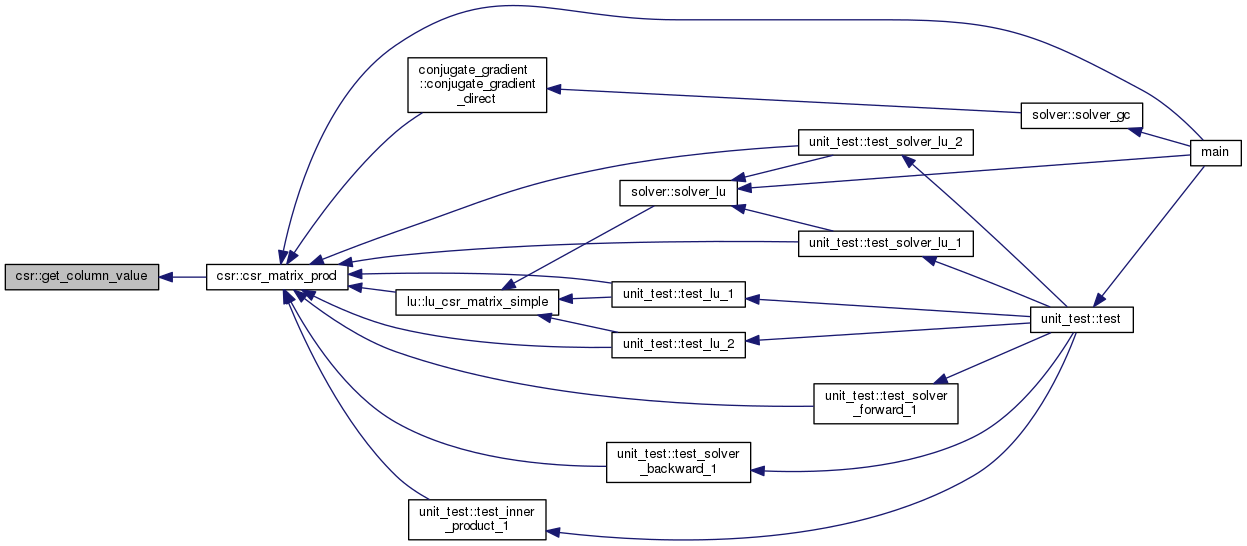 conjugate_gradient
::conjugate_gradient
_direct
solver::solver_gc
unit_test::test_solver_lu_2
main
solver::solver_lu
unit_test::test_solver_lu_1
csr::get_column_value
csr::csr_matrix_prod
lu::lu_csr_matrix_simple
unit_test::test_lu_1
unit_test::test
unit_test::test_lu_2
unit_test::test_solver
_forward_1
unit_test::test_solver
_backward_1
unit_test::test_inner
_product_1